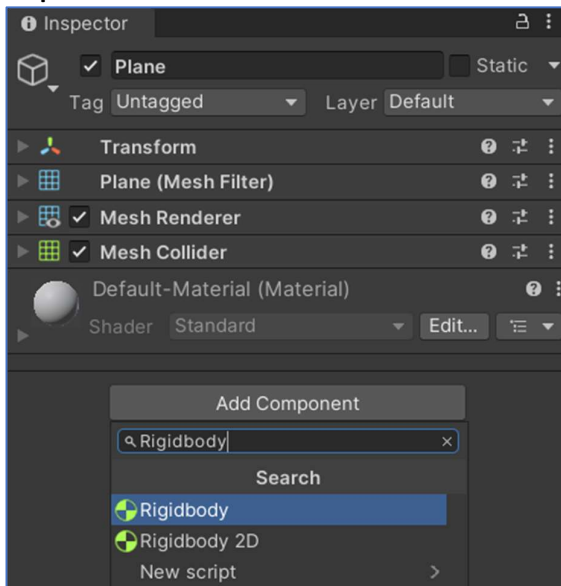 Inspector
Plane Static
Tag Untagged Layer Default
Transform
Plane (Mesh Filter)
Mesh Renderer
Mesh Collider
Default-Material (Material)
Shader Standard Edit...
Add Component
Rigidbody
Search
Rigidbody
Rigidbody 2D
New script